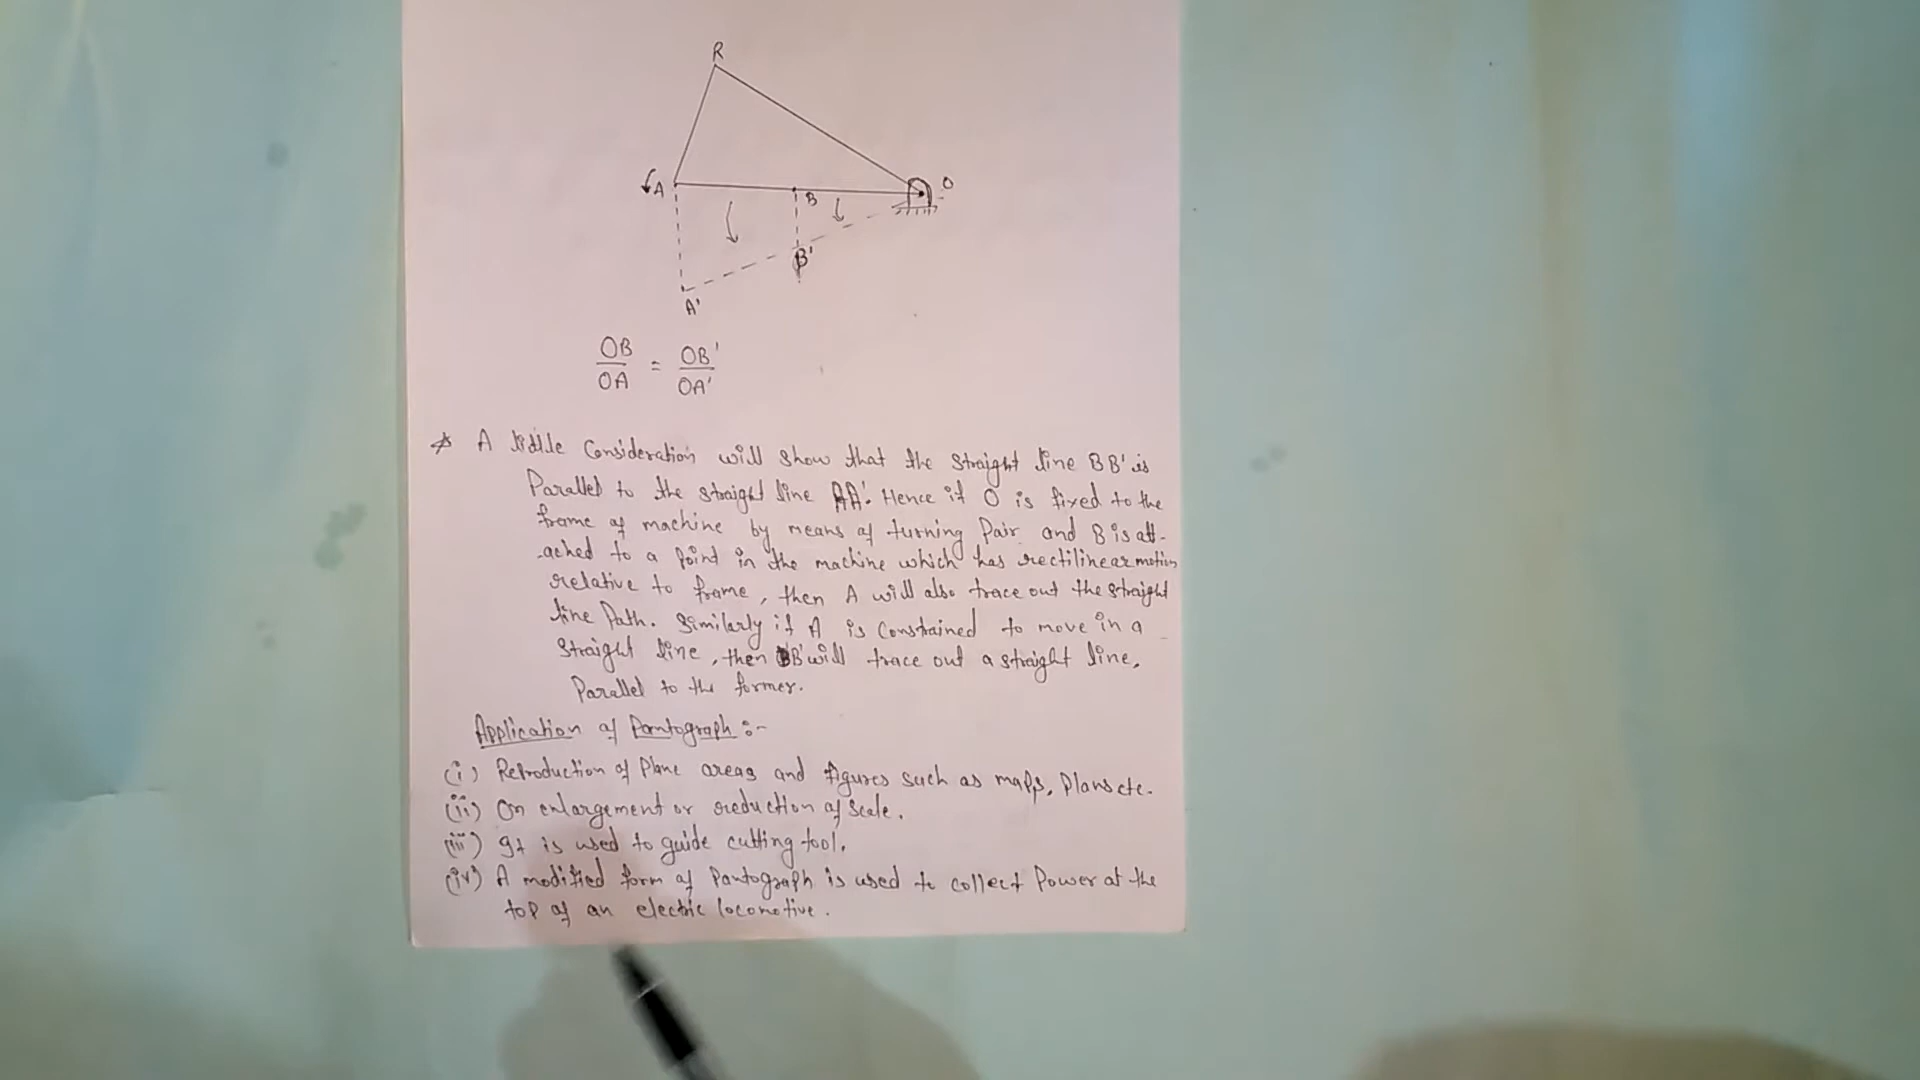 R
A
B
O
B'
A'
OB/OA = OB'/OA'
A little Consideration will show that the straight line BB' is
Parallel to the straight line AA'. Hence if O is fixed to the
frame of machine by means of turning Pair and B is att-
-ached to a Point in the machine which has rectilinear motion
relative to frame, then A will also trace out the straight
line Path. Similarly if A is Constrained to move in a
straight line, then B will trace out a straight line,
Parallel to the former.
Application of Pantograph :-
(i) Reproduction of Plane areas and figures such as maps, Plans etc.
(ii) On enlargement or reduction of Scale.
(iii) It is used to guide cutting tool.
(iv) A modified form of Pantograph is used to collect Power at the
top of an electric locomotive.